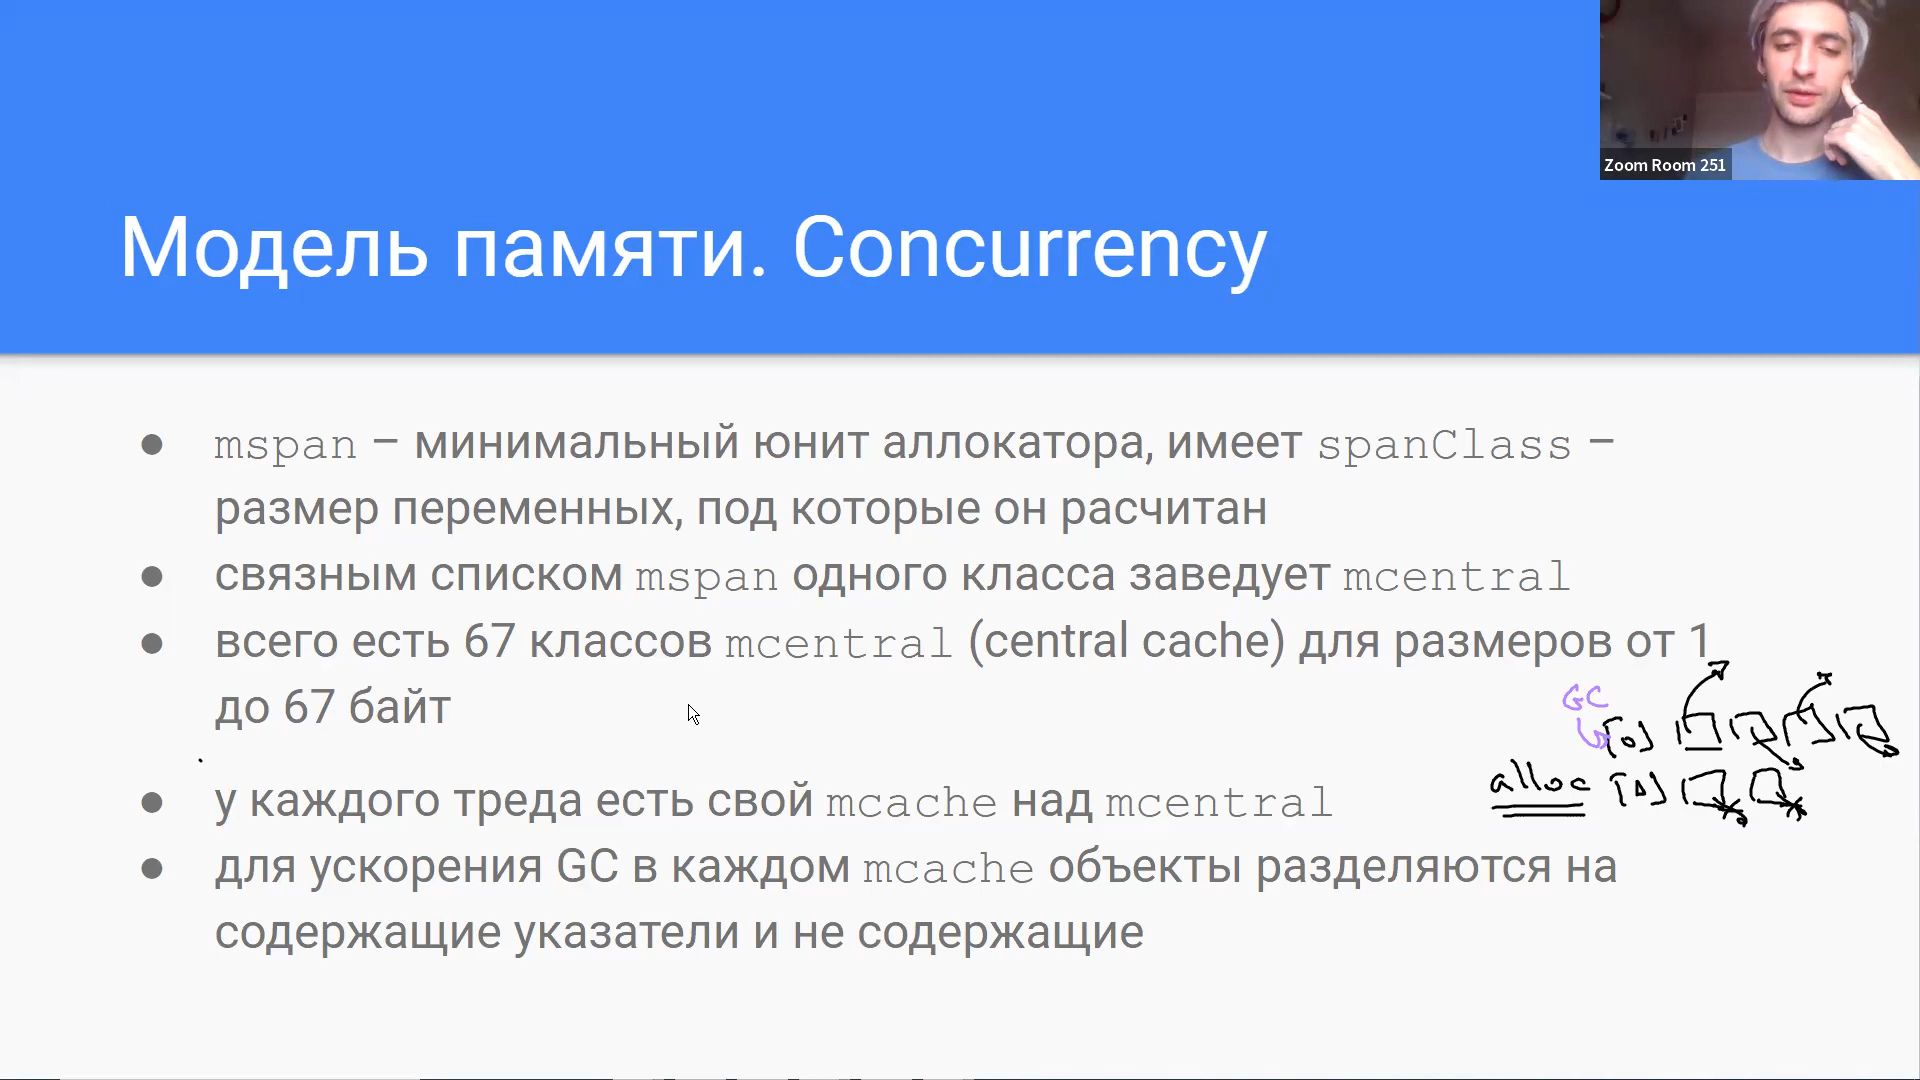 Zoom Room 251
Модель памяти. Concurrency
● mspan – минимальный юнит аллокатора, имеет spanClass –
размер переменных, под которые он расчитан
● связным списком mspan одного класса заведует mcentral
● всего есть 67 классов mcentral (central cache) для размеров от 1
до 67 байт
GC
[0]
alloc [1]
● у каждого треда есть свой mcache над mcentral
● для ускорения GC в каждом mcache объекты разделяются на
содержащие указатели и не содержащие